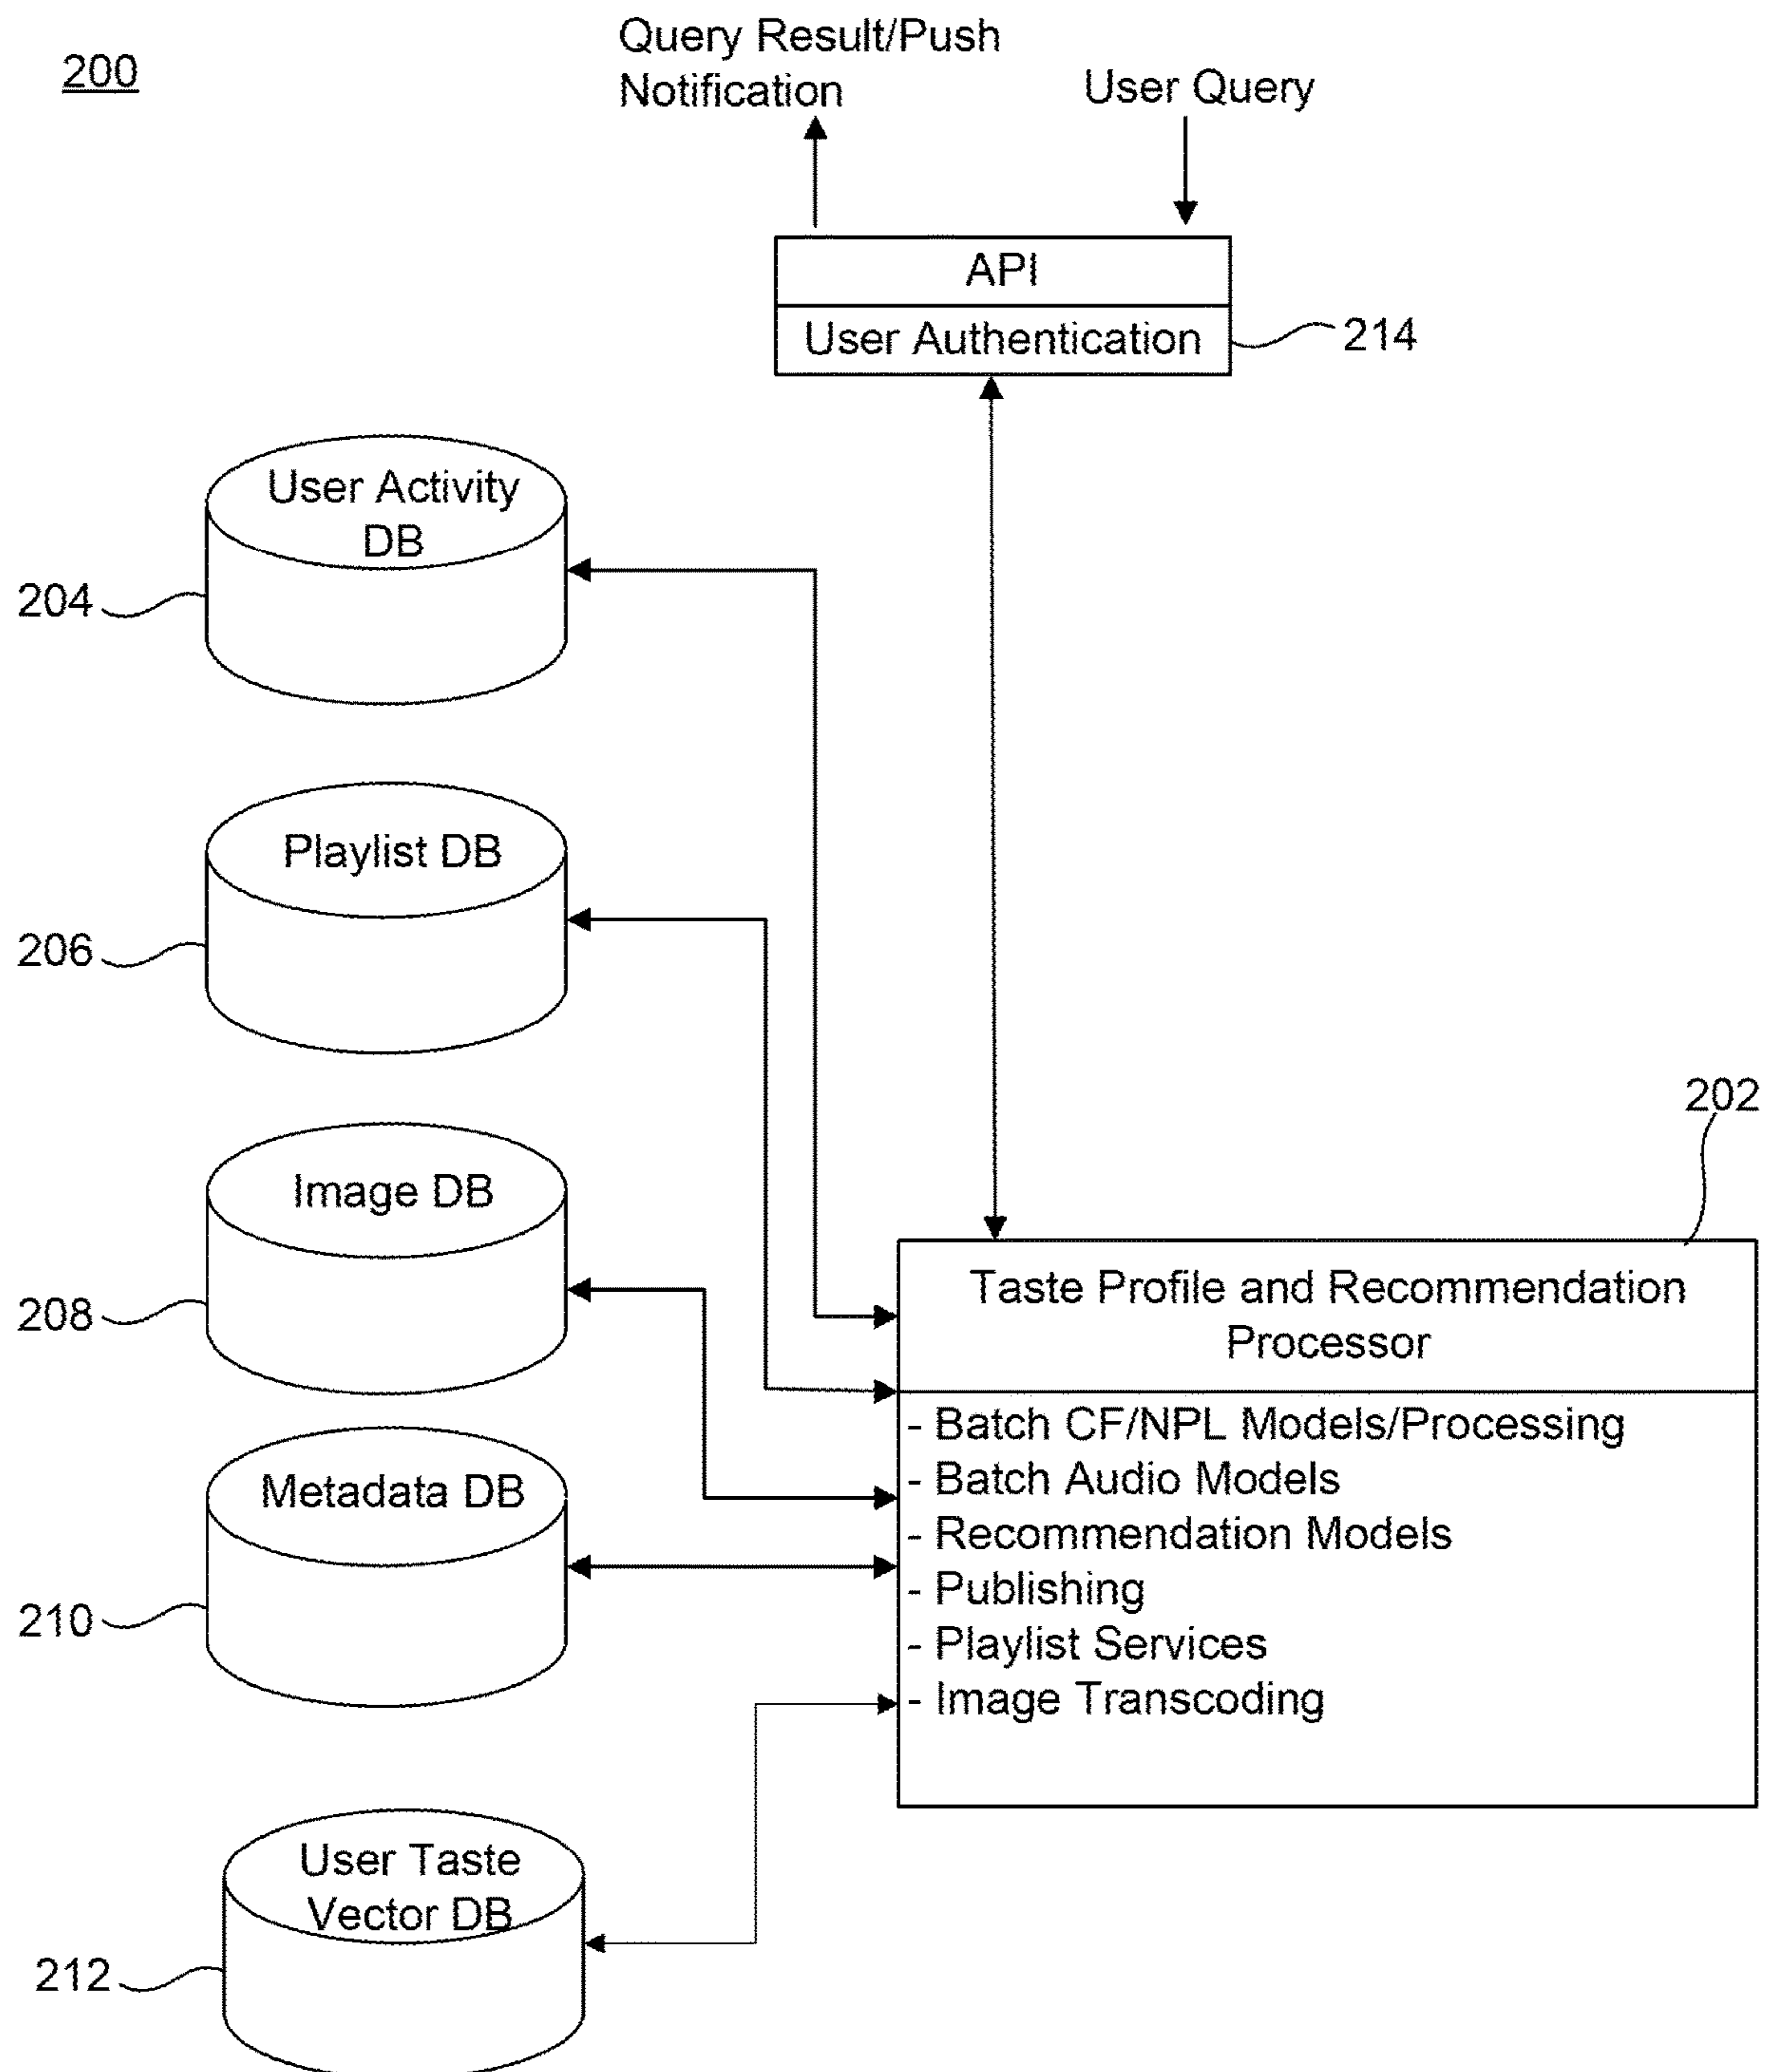 200
Query Result/Push
Notification
User Query
API
User Authentication
214
User Activity
DB
204
Playlist DB
206
Image DB
208
Metadata DB
210
User Taste
Vector DB
212
202
Taste Profile and Recommendation
Processor
- Batch CF/NPL Models/Processing
- Batch Audio Models
- Recommendation Models
- Publishing
- Playlist Services
- Image Transcoding